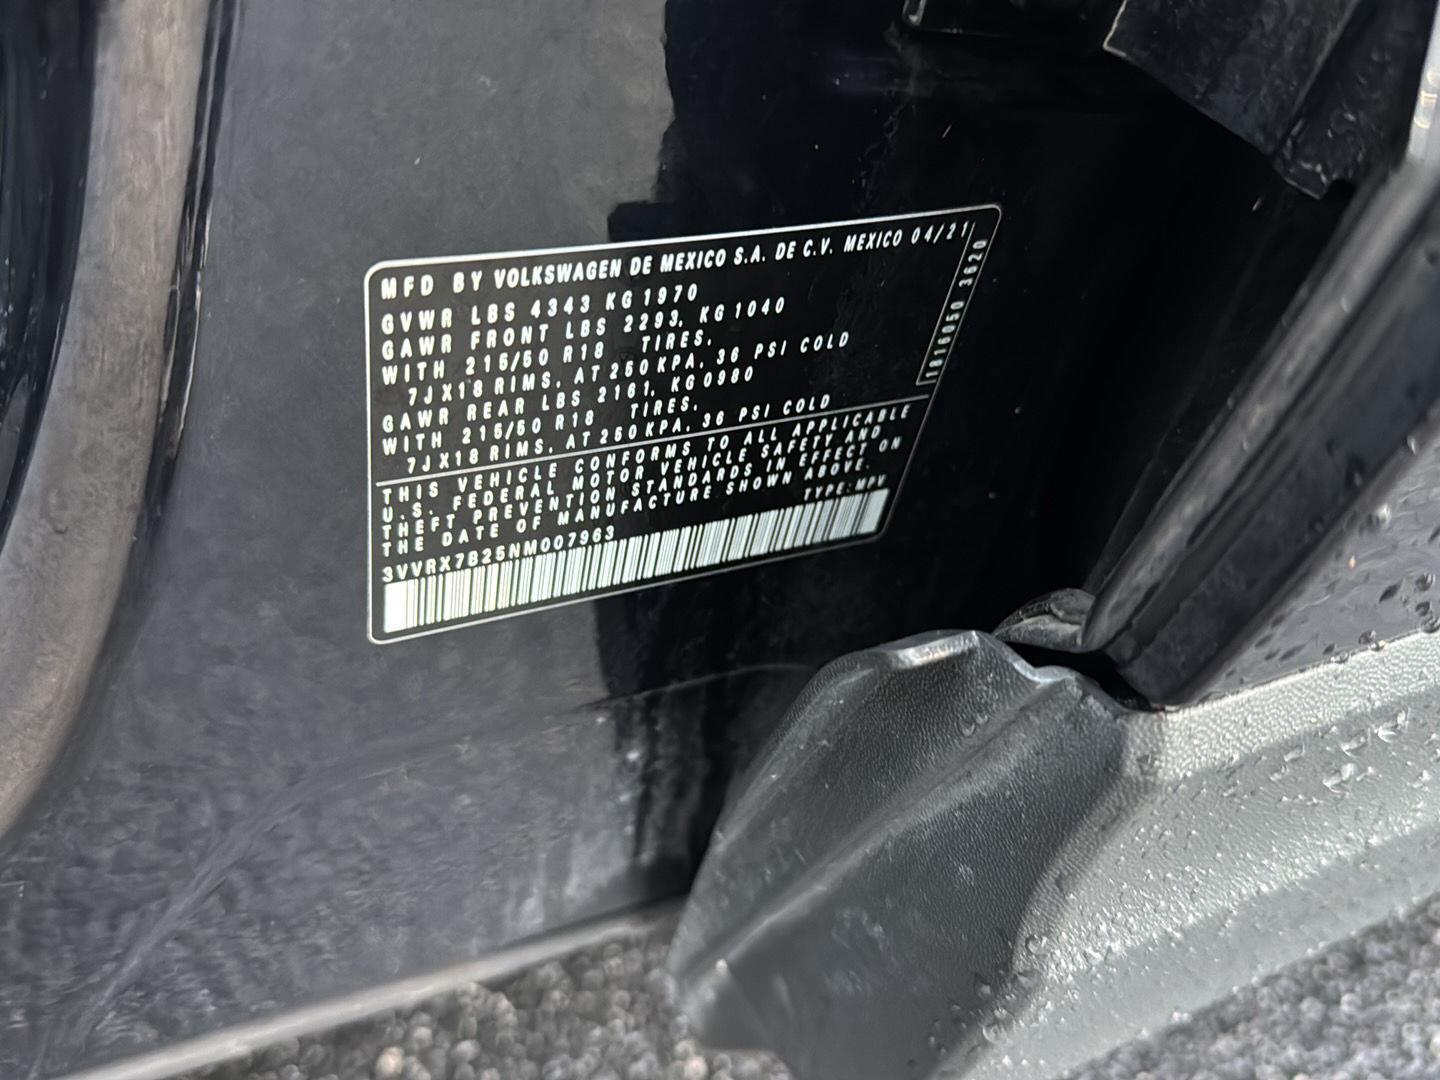 MFD BY VOLKSWAGEN DE MEXICO S.A. DE C.V. MEXICO 04/21
GVWR LBS 4343 KG 1970
GAWR FRONT LBS 2293, KG 1040
WITH 215/50 R18 TIRES,
7JX18 RIMS, AT 250 KPA, 36 PSI COLD
GAWR REAR LBS 2161, KG 0980
WITH 215/50 R18 TIRES,
7JX18 RIMS, AT 250 KPA, 36 PSI COLD
1816050 3620
THIS VEHICLE CONFORMS TO ALL APPLICABLE
U.S. FEDERAL MOTOR VEHICLE SAFETY AND
THEFT PREVENTION STANDARDS IN EFFECT ON
THE DATE OF MANUFACTURE SHOWN ABOVE.
3VVRX7B25NM007963 TYPE: MPV